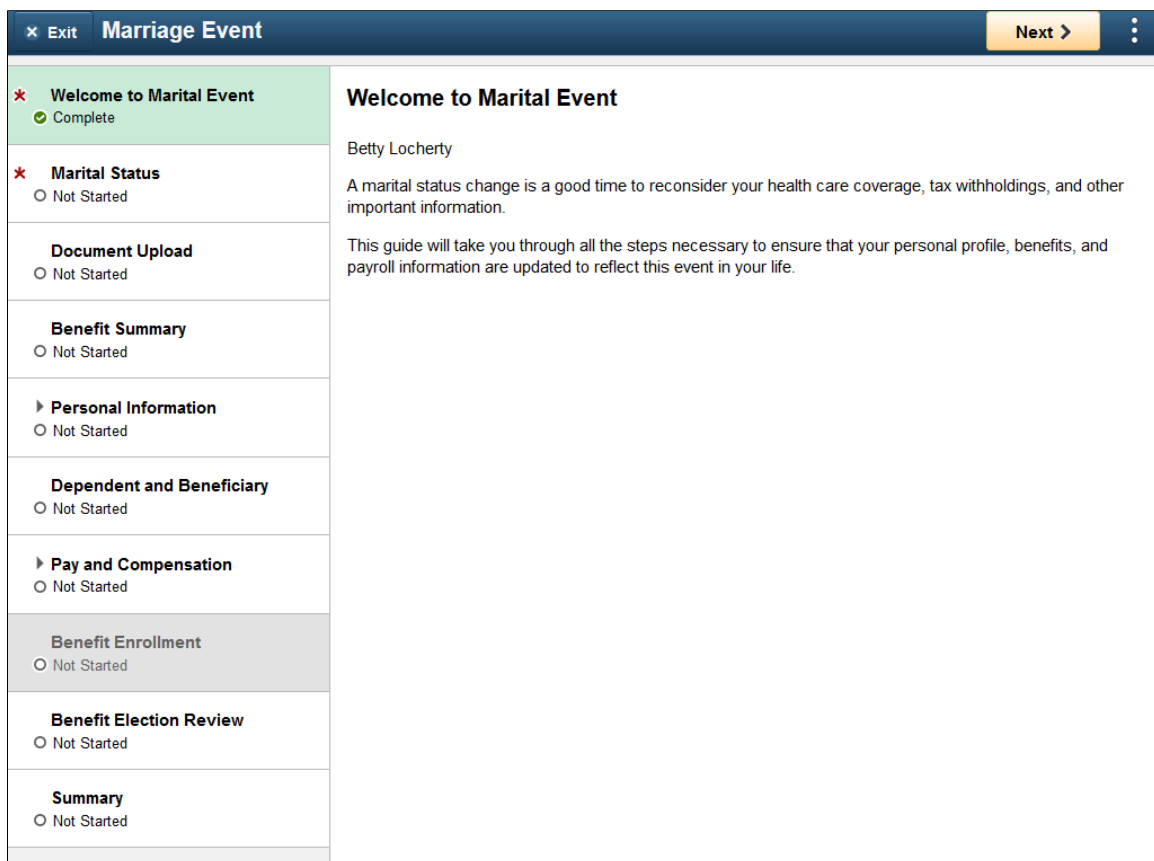 Exit
Marriage Event
Next
Welcome to Marital Event
Complete
Marital Status
Not Started
Document Upload
Not Started
Benefit Summary
Not Started
Personal Information
Not Started
Dependent and Beneficiary
Not Started
Pay and Compensation
Not Started
Benefit Enrollment
Not Started
Benefit Election Review
Not Started
Summary
Not Started
Welcome to Marital Event
Betty Locherty
A marital status change is a good time to reconsider your health care coverage, tax withholdings, and other
important information.
This guide will take you through all the steps necessary to ensure that your personal profile, benefits, and
payroll information are updated to reflect this event in your life.